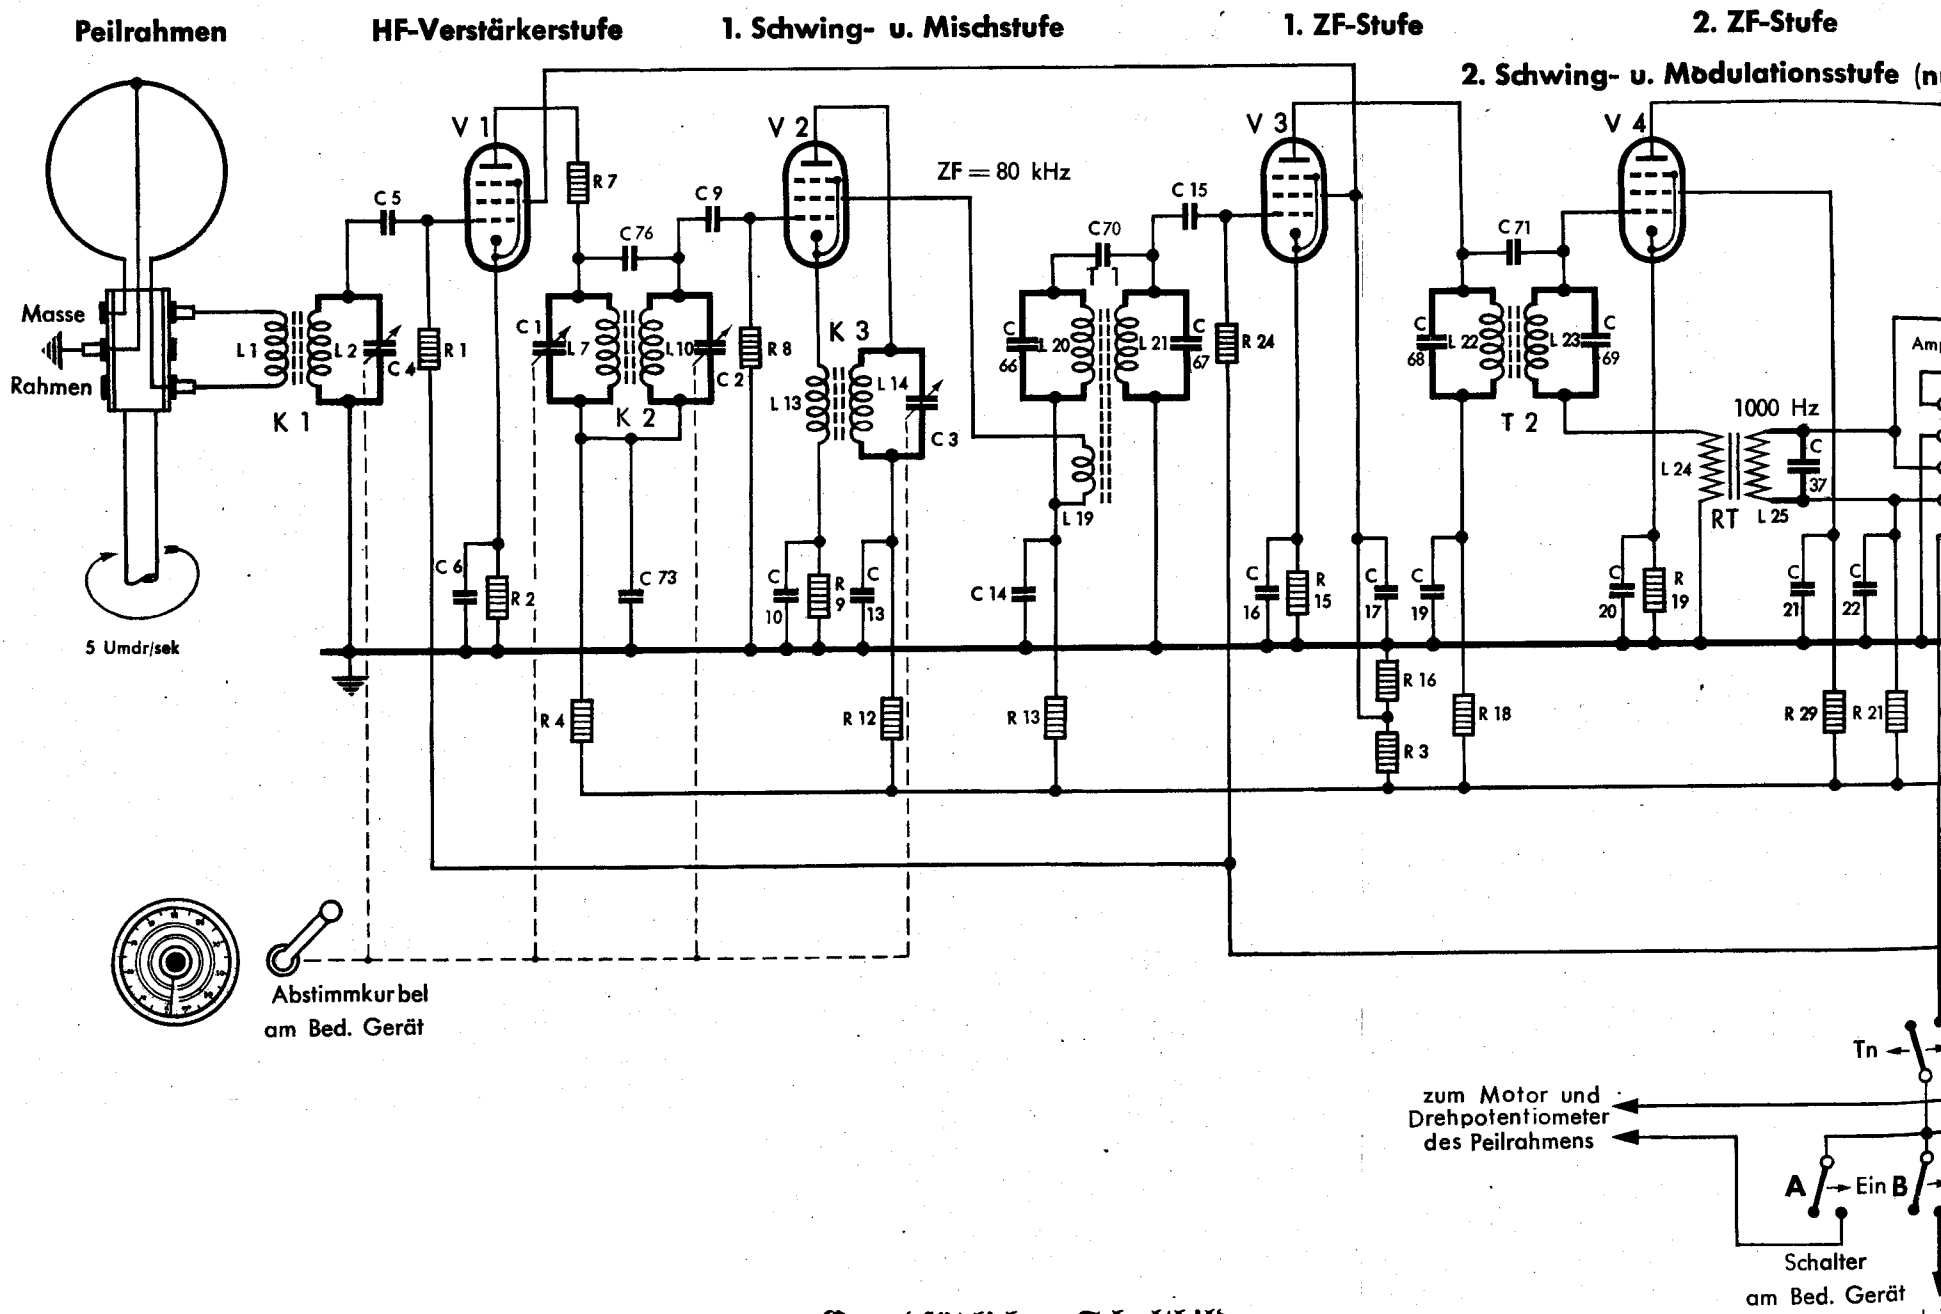 Peilrahmen
HF-Verstärkerstufe
1. Schwing- u. Mischstufe
1. ZF-Stufe
2. ZF-Stufe
2. Schwing- u. Modulationsstufe
V 1
V 2
V 3
V 4
ZF = 80 kHz
R 7
C 5
C 76
C 9
C70
C 15
C71
Masse
Rahmen
L1
L 2
C 4
R 1
K 1
C 1
L 7
L10
C 2
K 2
R 8
K 3
L 13
L 14
C 3
C
66
L 20
L 21
C
67
R 24
L 19
C
68
L 22
L 23
C
69
T 2
1000 Hz
L 24
C
37
RT
L 25
C 6
R 2
C 73
C
10
R
9
C
13
C 14
C
16
R
15
C
17
C
19
C
20
R
19
C
21
C
22
5 Umdr/sek
R 4
R 12
R 13
R 16
R 3
R 18
R 29
R 21
Abstimmkurbel
am Bed. Gerät
Tn
zum Motor und
Drehpotentiometer
des Peilrahmens
A
Ein B
Schalter
am Bed. Gerät